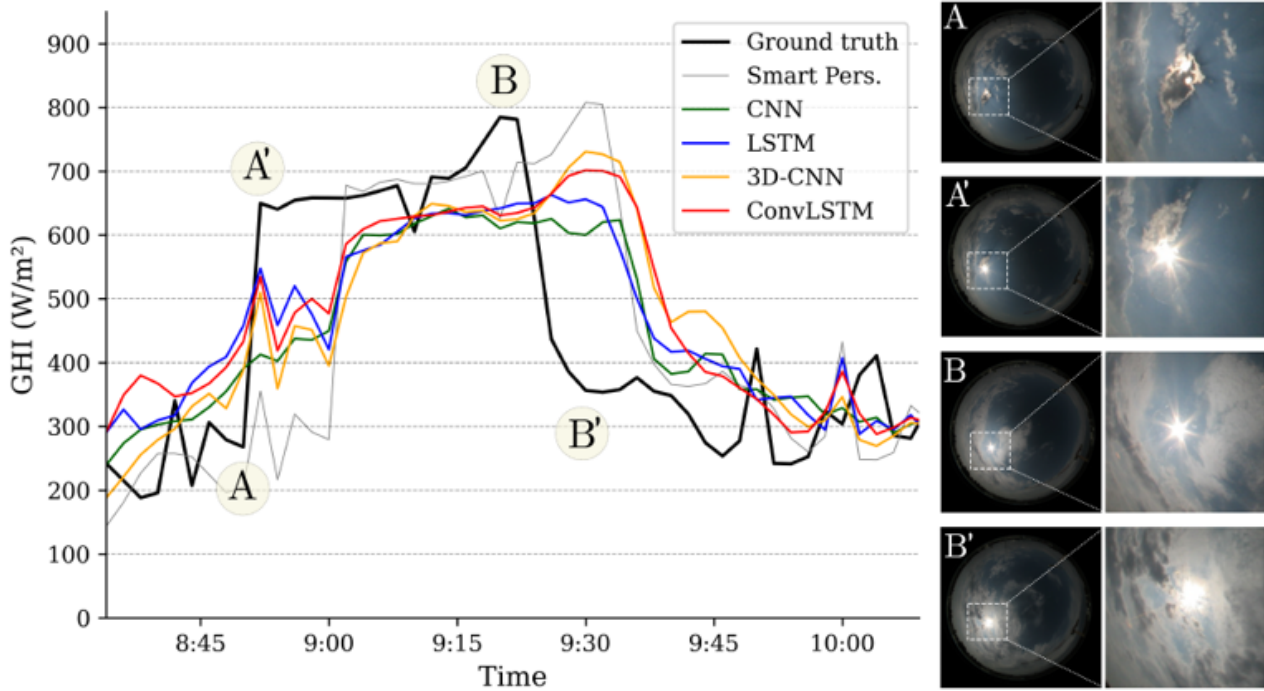 900
800
700
600
500
400
300
200
100
0
GHI (W/m²)
8:45
9:00
9:15
9:30
9:45
10:00
Time
Ground truth
Smart Pers.
CNN
LSTM
3D-CNN
ConvLSTM
A'
B
A
B'
A
A'
B
B'